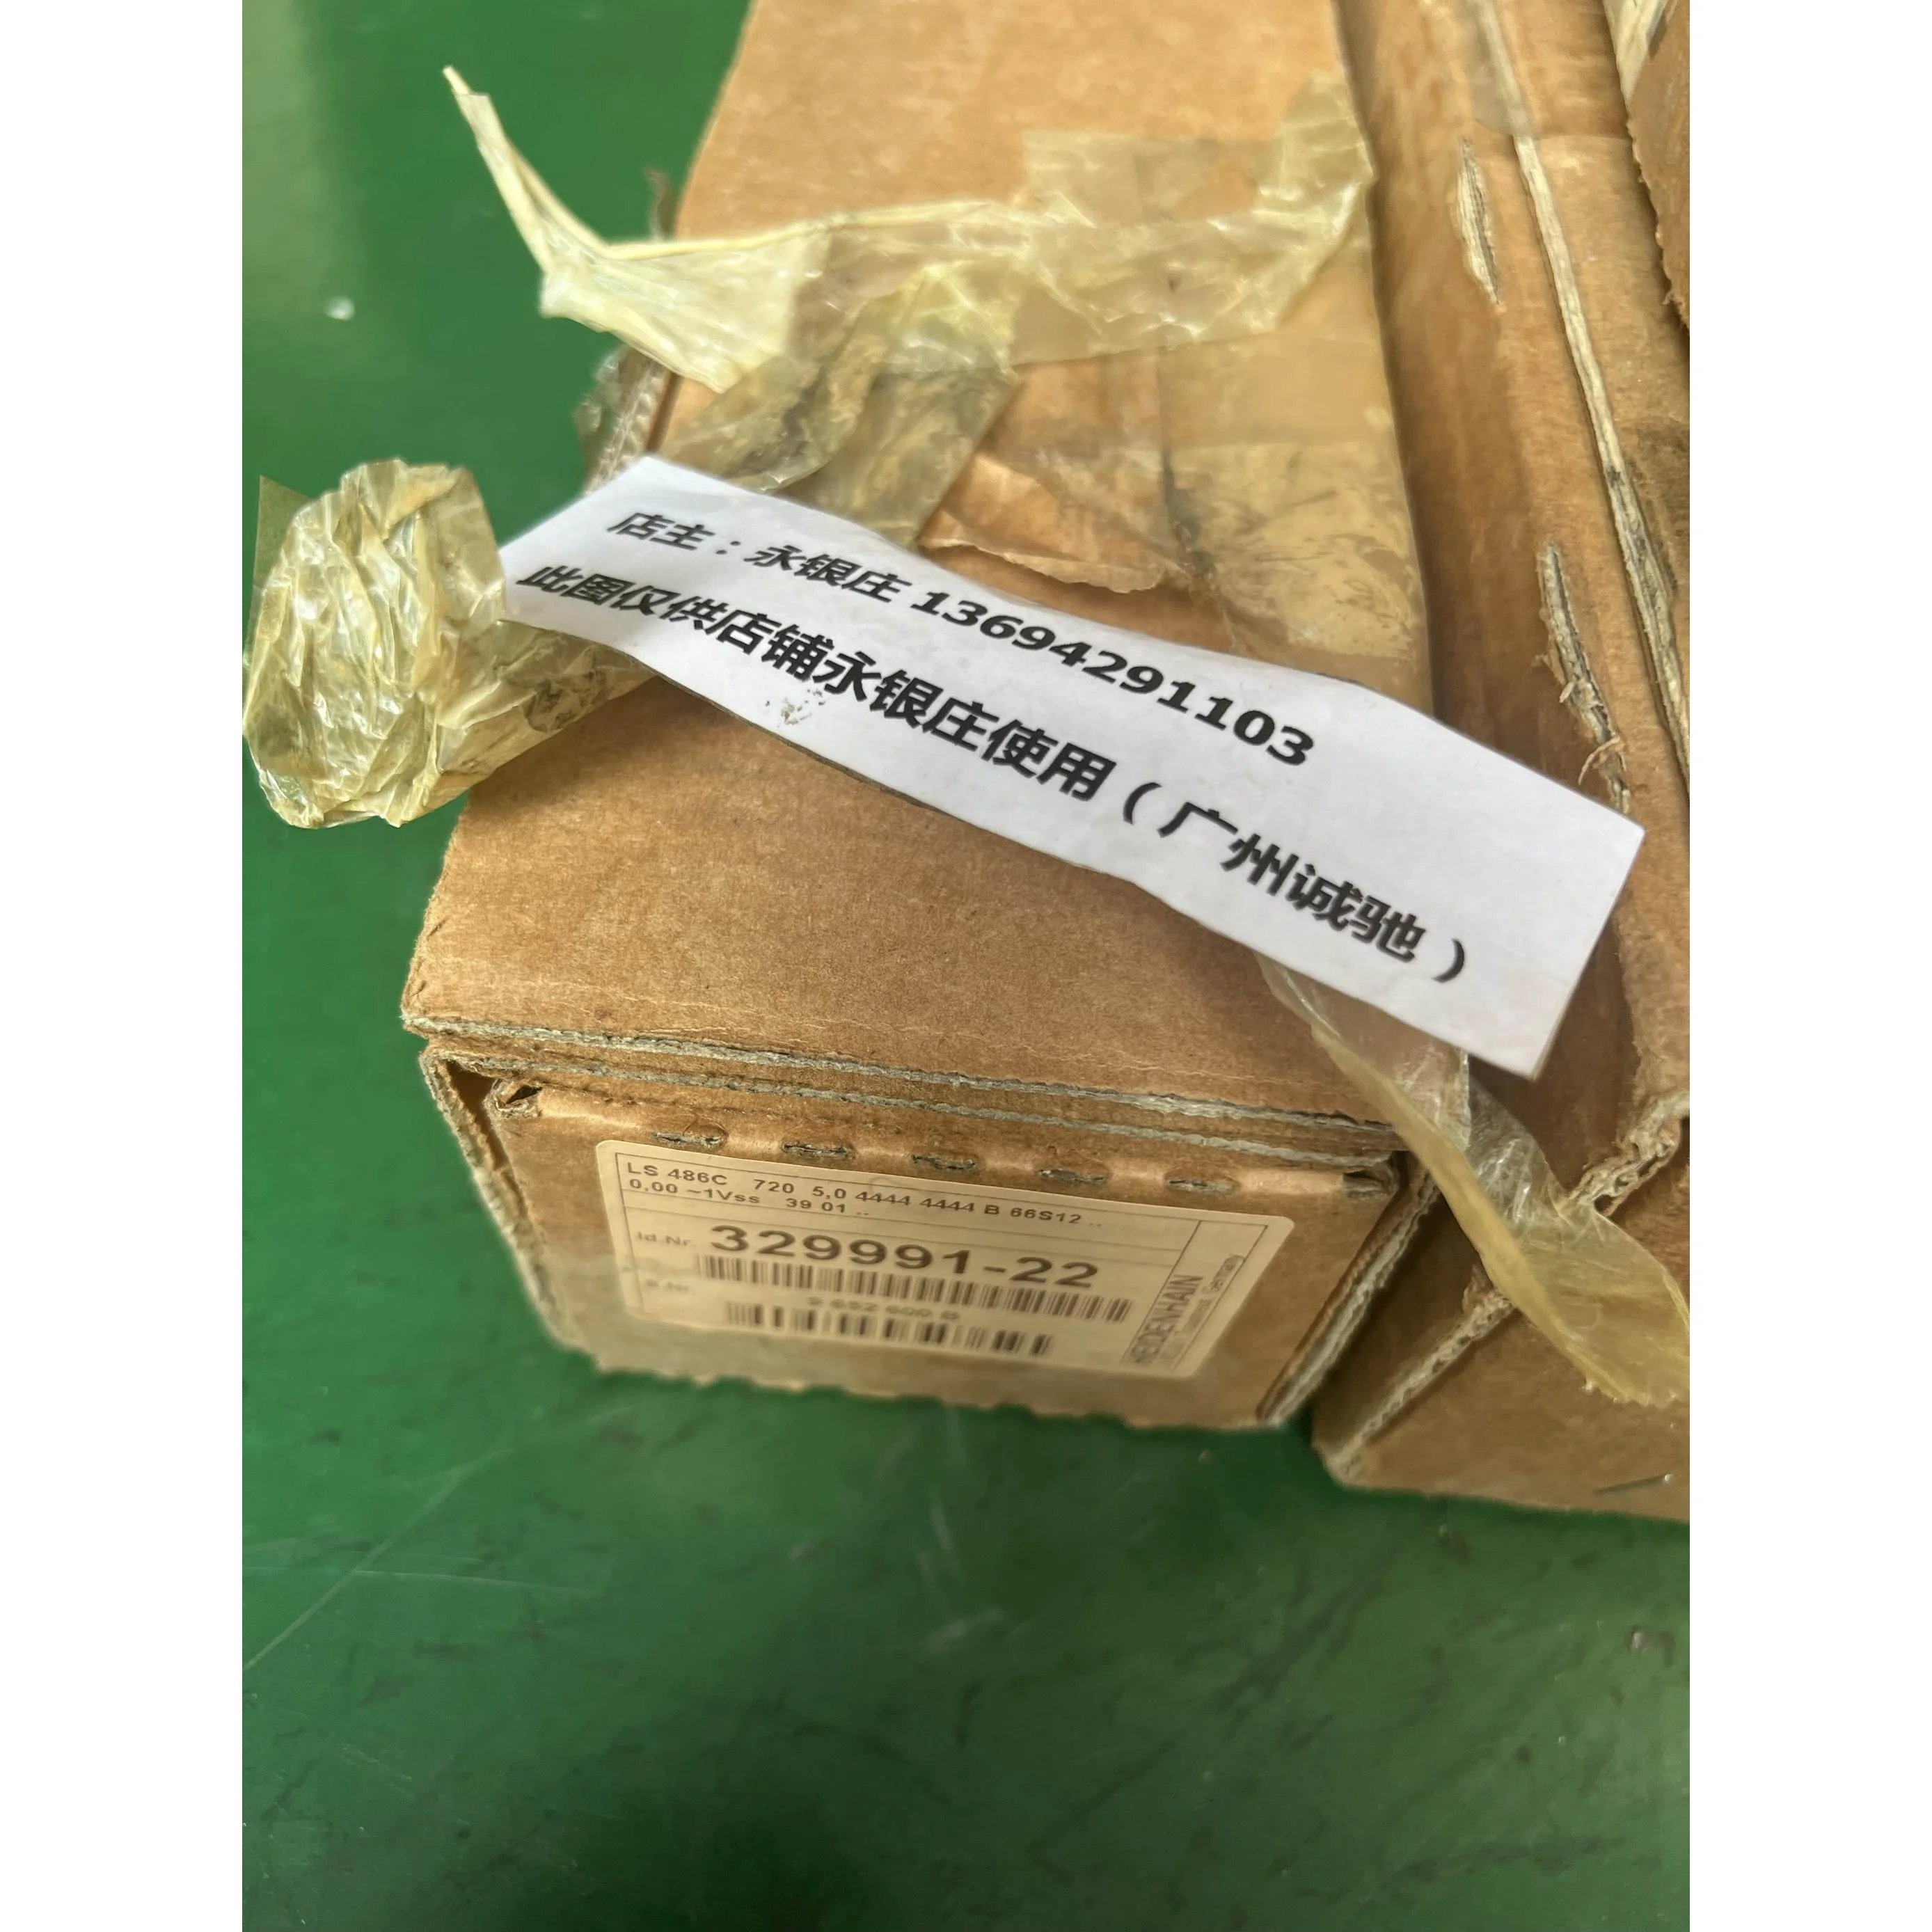 店主：永银庄 13694291103
此图仅供店铺永银庄使用（广州诚驰）
LS 486C 720 5,0 4444 4444 B 66S12 ..
0,00 ~1Vss 39 01 ..
Id.Nr. 329991-22
HEIDENHAIN
Germany